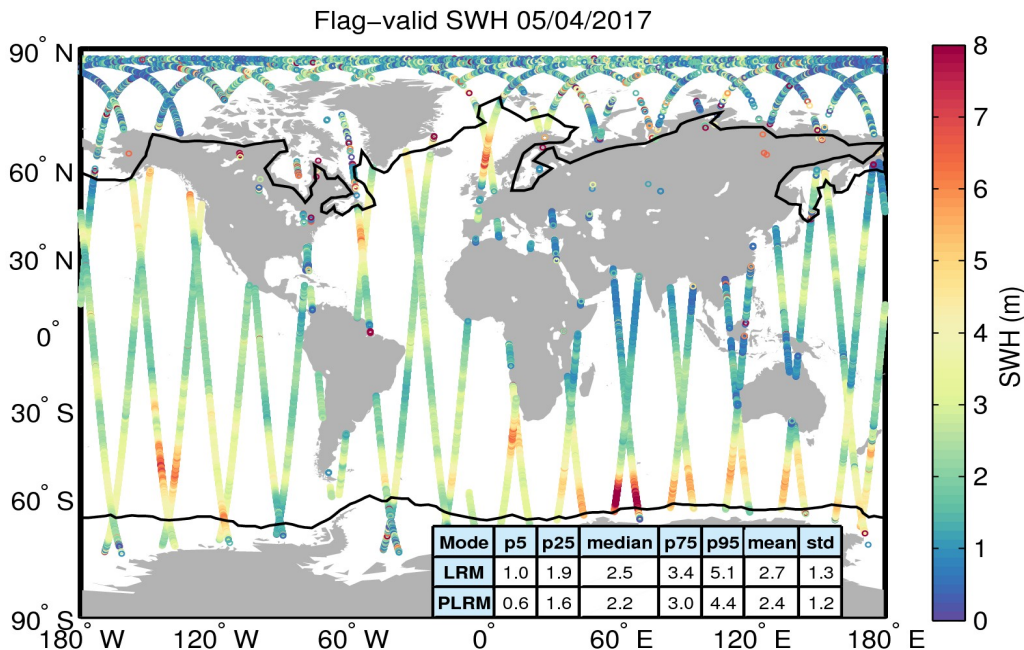 Flag−valid SWH 05/04/2017
90° N
60° N
30° N
0°
30° S
60° S
90° S
180° W
120° W
60° W
0°
60° E
120° E
180° E
8
7
6
5
4
3
2
1
0
SWH (m)
Mode p5 p25 median p75 p95 mean std
LRM 1.0 1.9 2.5 3.4 5.1 2.7 1.3
PLRM 0.6 1.6 2.2 3.0 4.4 2.4 1.2